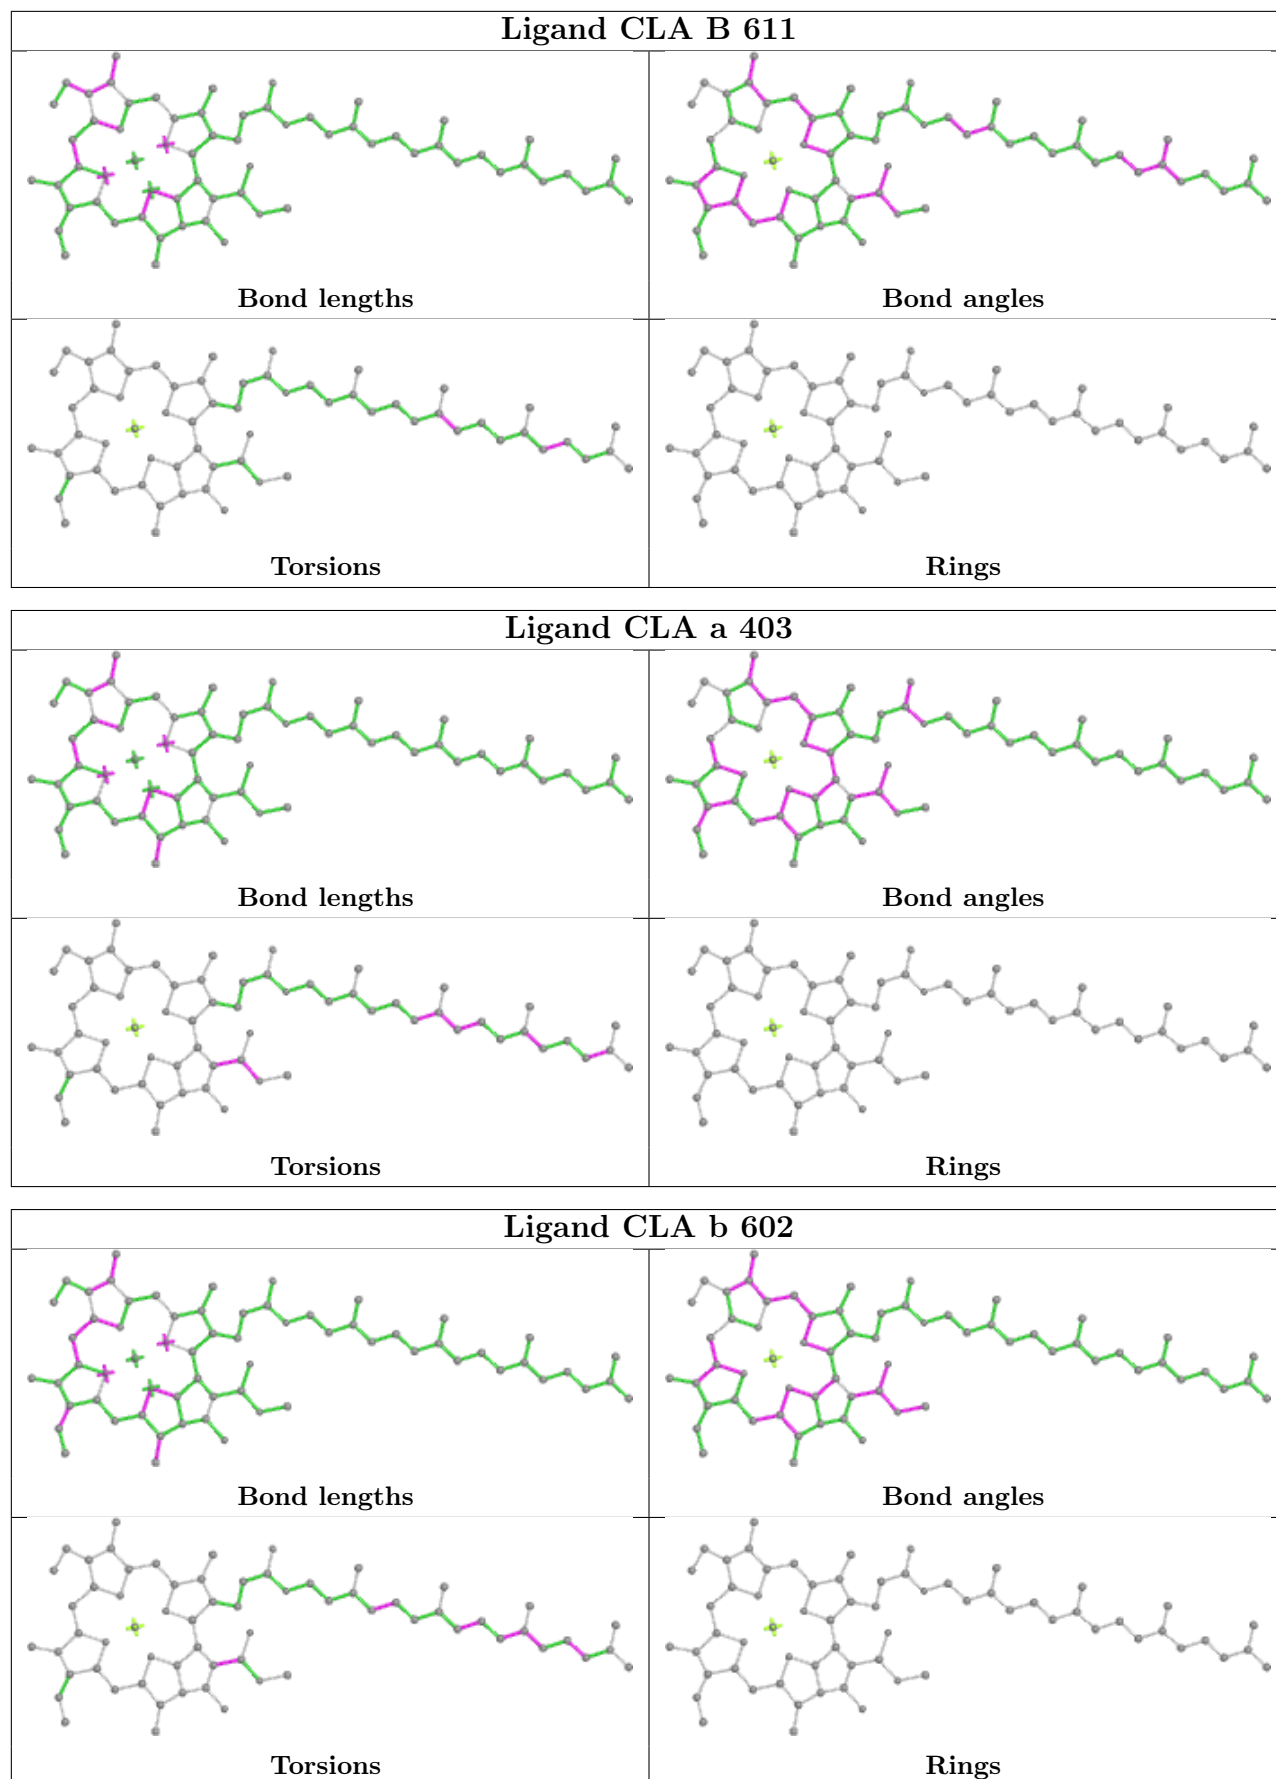 Ligand CLA B 611
Bond lengths
Bond angles
Torsions
Rings
Ligand CLA a 403
Bond lengths
Bond angles
Torsions
Rings
Ligand CLA b 602
Bond lengths
Bond angles
Torsions
Rings